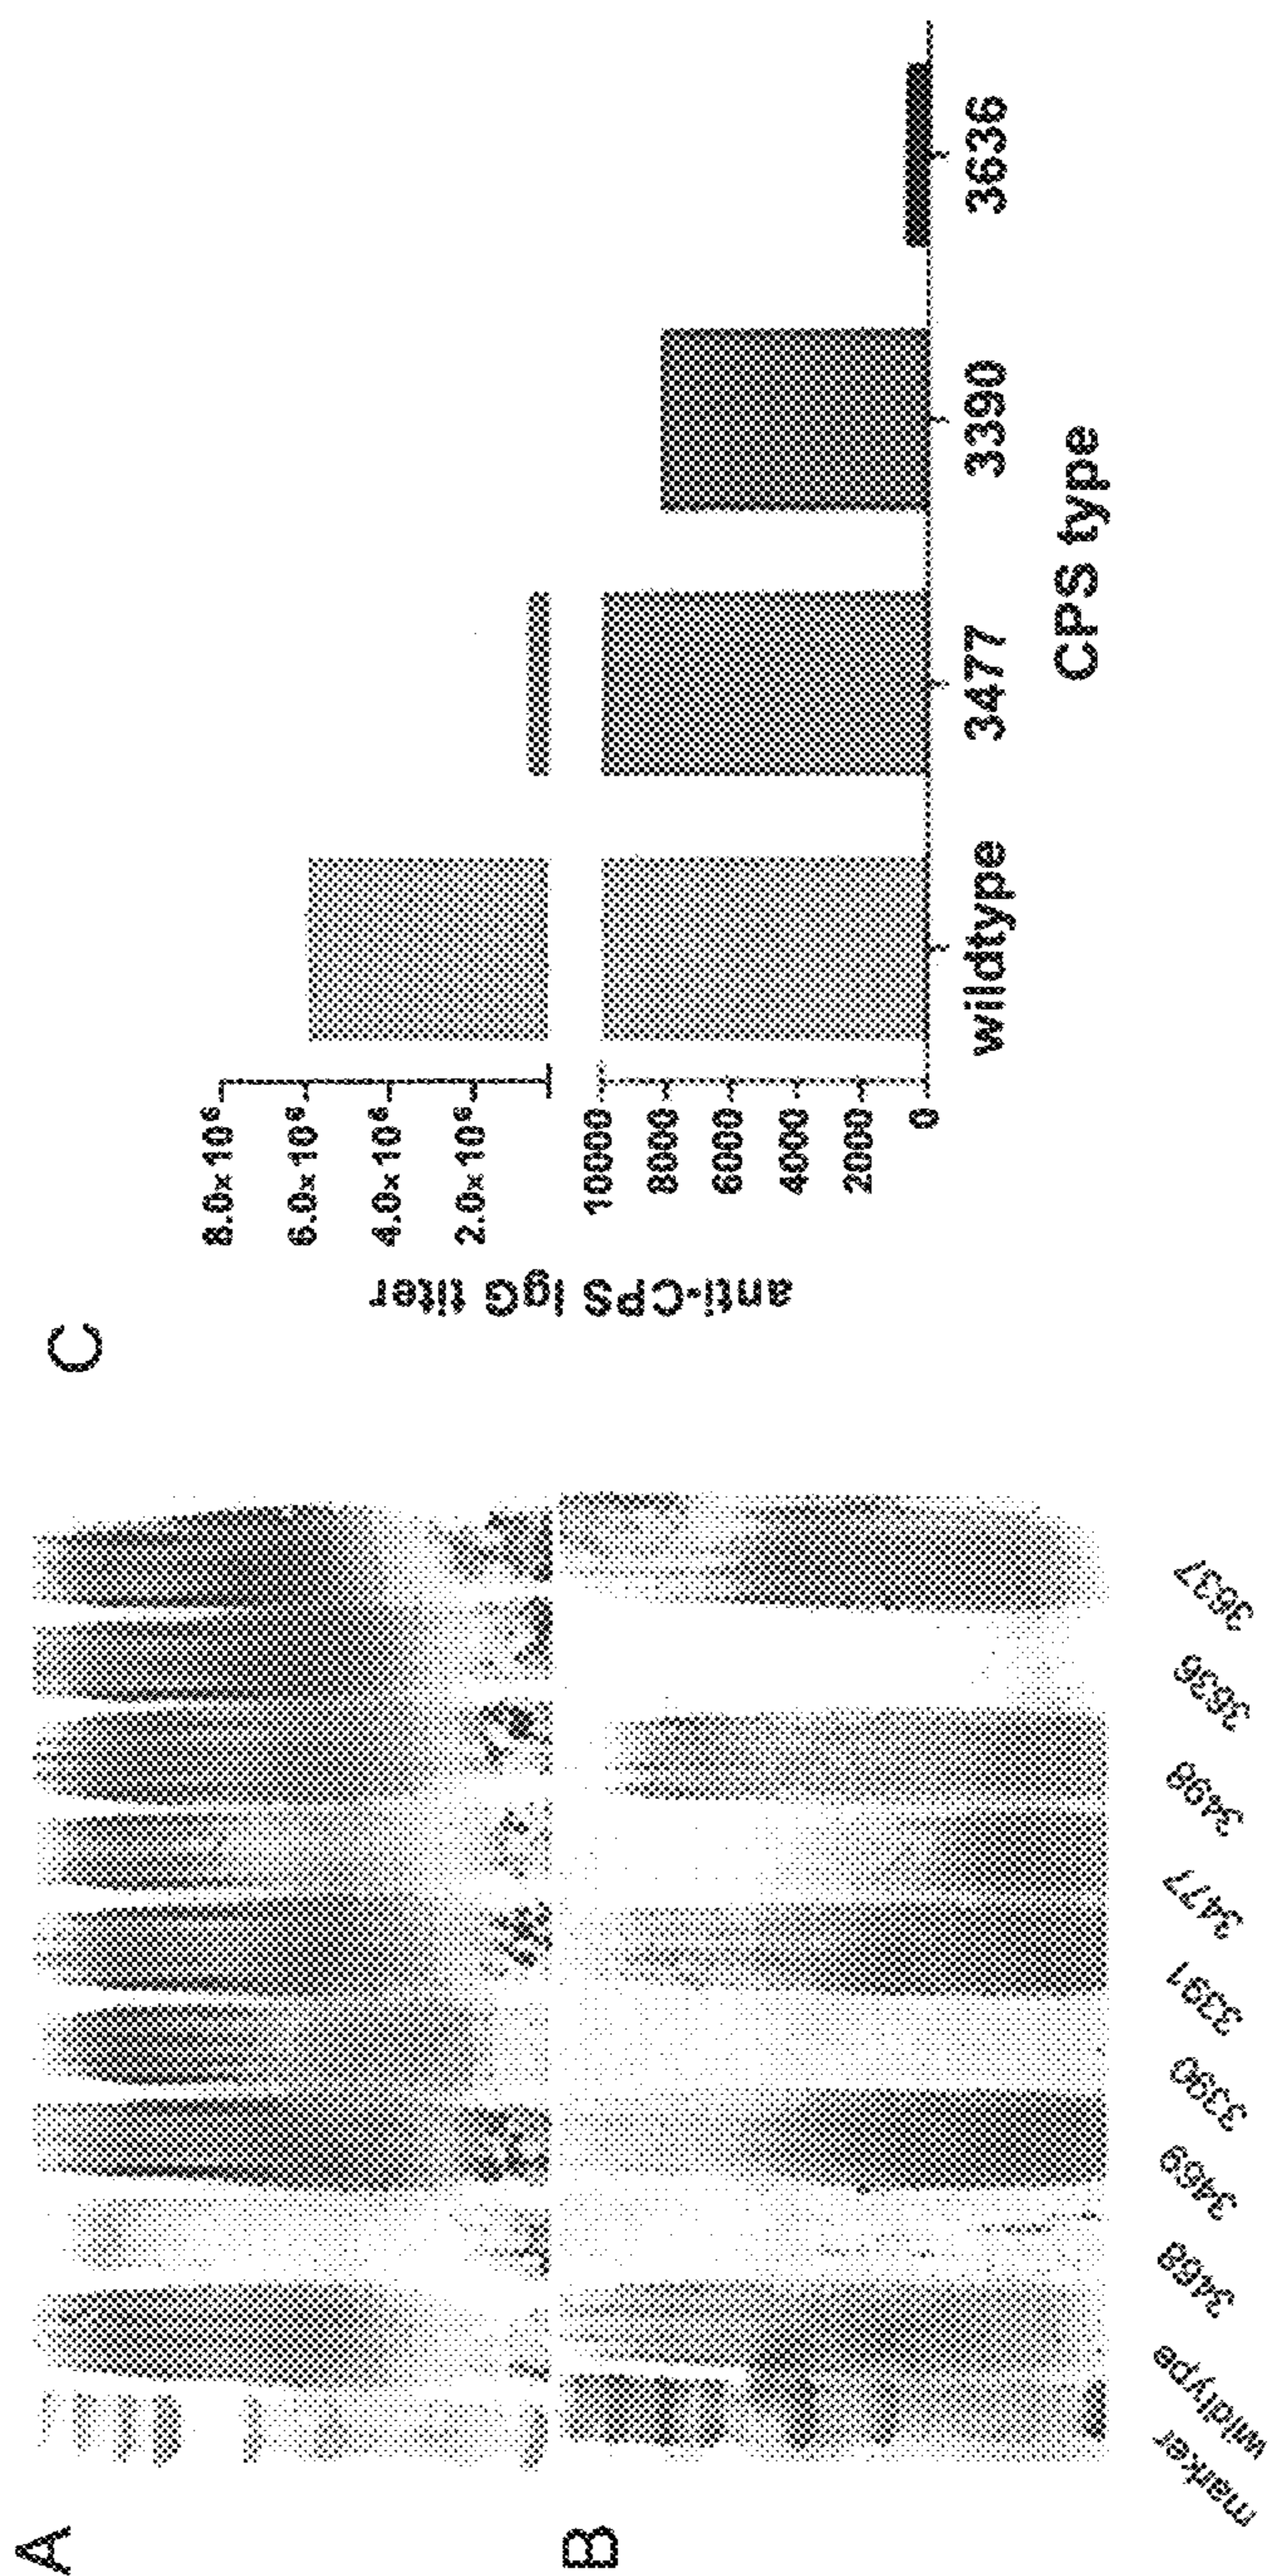 A
B
marker
wildtype
3468
3469
3390
3391
3477
3498
3636
3637
C
anti-CPS IgG titer
8.0×10⁶
6.0×10⁶
4.0×10⁶
2.0×10⁶
10000
8000
6000
4000
2000
0
wildtype
3477
3390
3636
CPS type